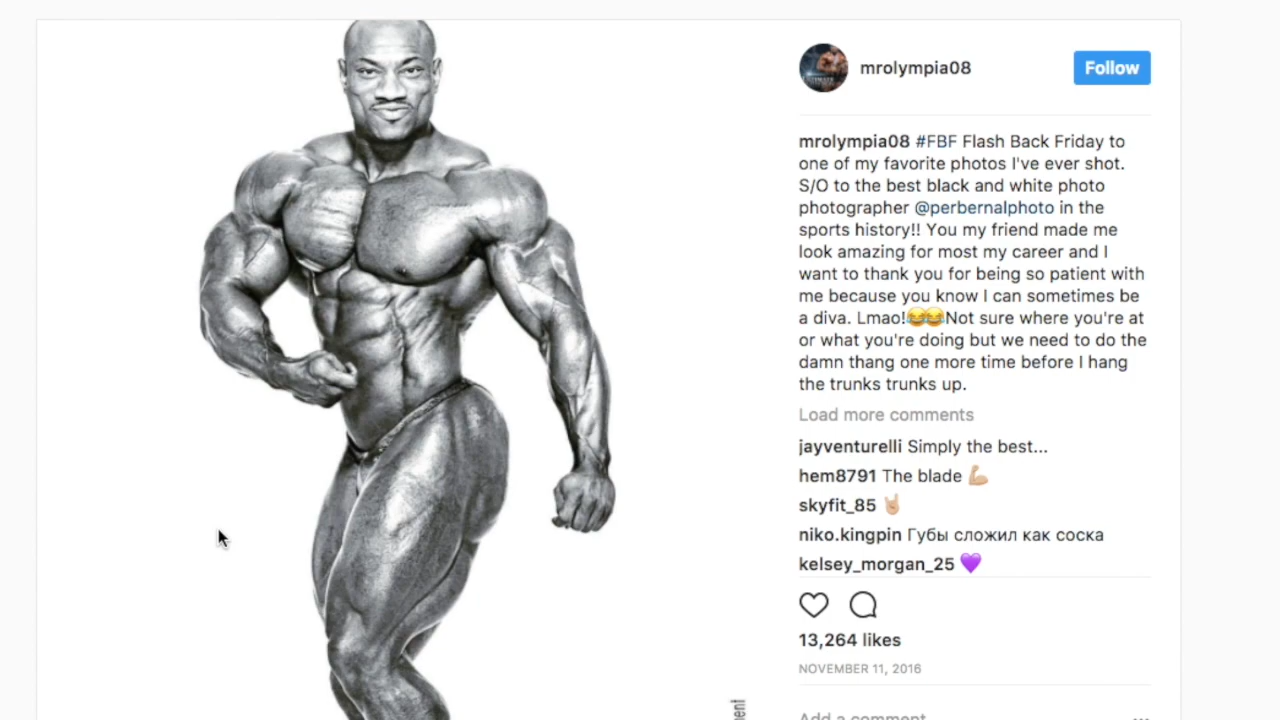 mrolympia08
Follow
mrolympia08 #FBF Flash Back Friday to
one of my favorite photos I've ever shot.
S/O to the best black and white photo
photographer @perbernalphoto in the
sports history!! You my friend made me
look amazing for most my career and I
want to thank you for being so patient with
me because you know I can sometimes be
a diva. Lmao!😂😂Not sure where you're at
or what you're doing but we need to do the
damn thang one more time before I hang
the trunks trunks up.
Load more comments
jayventurelli Simply the best...
hem8791 The blade 💪🏼
skyfit_85 🤘🏼
niko.kingpin Губы сложил как соска
kelsey_morgan_25 💜
13,264 likes
NOVEMBER 11, 2016
Add a comment...